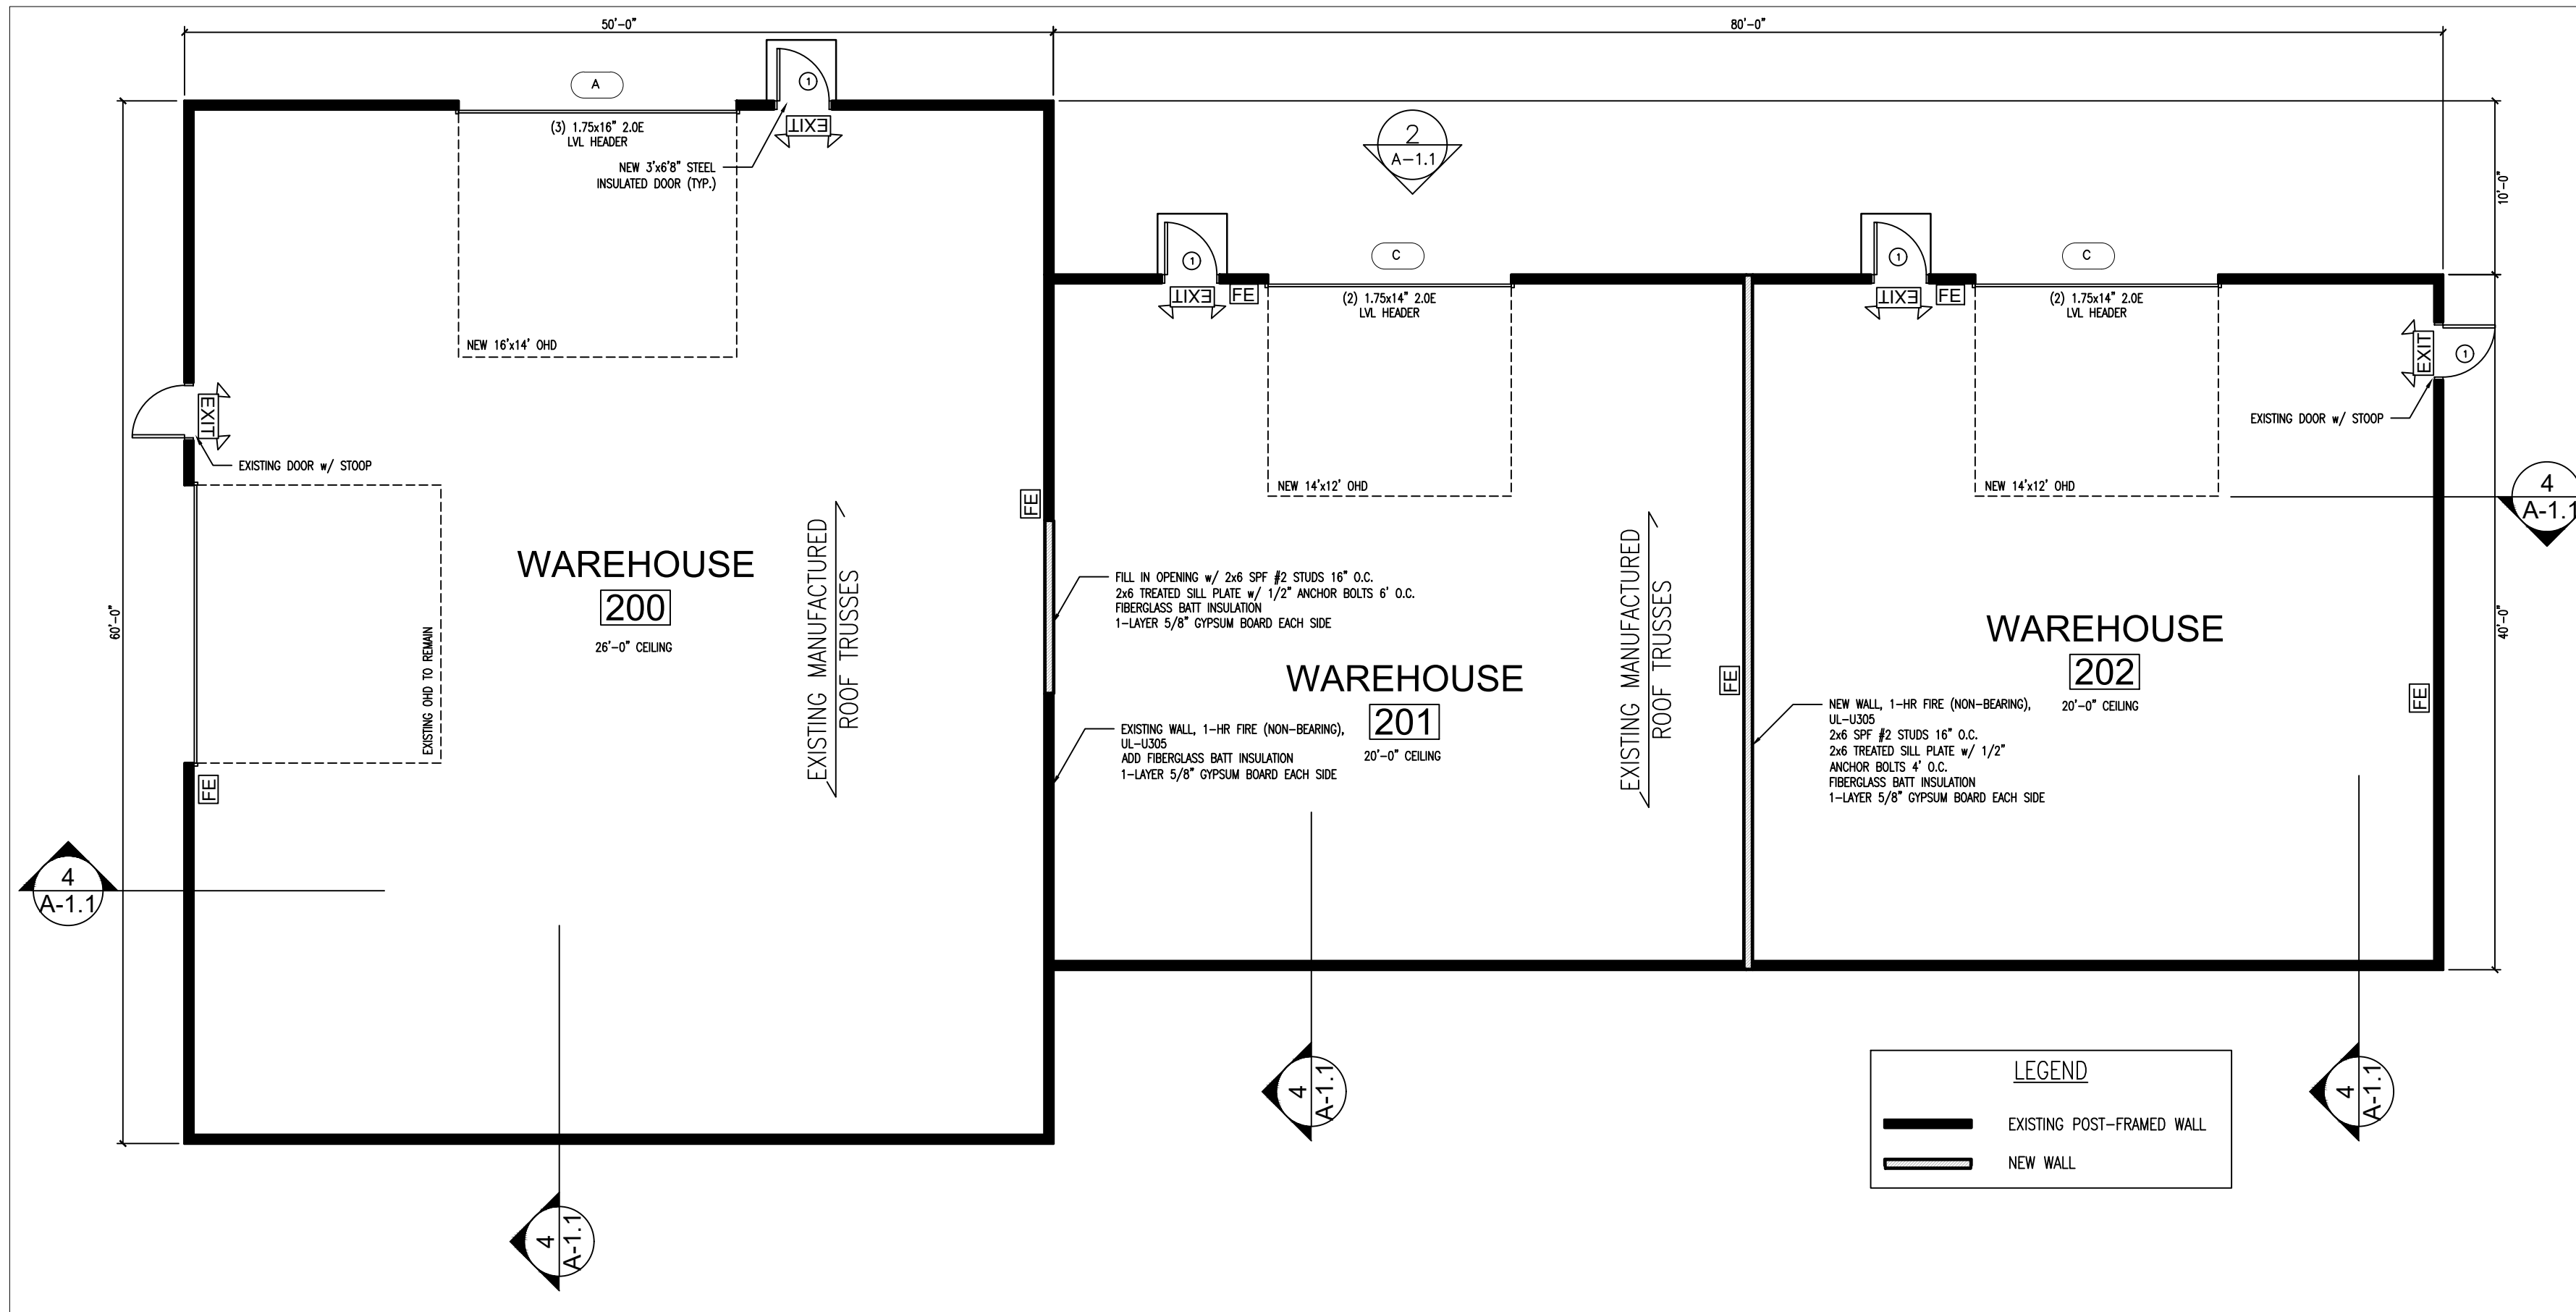 50'-0"
80'-0"
A
1
EXIT
(3) 1.75x16" 2.0E
LVL HEADER
NEW 3'x6'8" STEEL
INSULATED DOOR (TYP.)
NEW 16'x14' OHD
2
A-1.1
10'-0"
1
EXIT
FE
C
(2) 1.75x14" 2.0E
LVL HEADER
NEW 14'x12' OHD
1
EXIT
FE
C
(2) 1.75x14" 2.0E
LVL HEADER
NEW 14'x12' OHD
EXIT
1
EXISTING DOOR w/ STOOP
4
A-1.1
EXIT
EXISTING DOOR w/ STOOP
60'-0"
EXISTING OHD TO REMAIN
FE
WAREHOUSE
200
26'-0" CEILING
EXISTING MANUFACTURED
ROOF TRUSSES
FE
FILL IN OPENING w/ 2x6 SPF #2 STUDS 16" O.C.
2x6 TREATED SILL PLATE w/ 1/2" ANCHOR BOLTS 6' O.C.
FIBERGLASS BATT INSULATION
1-LAYER 5/8" GYPSUM BOARD EACH SIDE
WAREHOUSE
201
20'-0" CEILING
EXISTING WALL, 1-HR FIRE (NON-BEARING),
UL-U305
ADD FIBERGLASS BATT INSULATION
1-LAYER 5/8" GYPSUM BOARD EACH SIDE
EXISTING MANUFACTURED
ROOF TRUSSES
FE
WAREHOUSE
202
20'-0" CEILING
NEW WALL, 1-HR FIRE (NON-BEARING),
UL-U305
2x6 SPF #2 STUDS 16" O.C.
2x6 TREATED SILL PLATE w/ 1/2"
ANCHOR BOLTS 4' O.C.
FIBERGLASS BATT INSULATION
1-LAYER 5/8" GYPSUM BOARD EACH SIDE
FE
40'-0"
4
A-1.1
4
A-1.1
4
A-1.1
4
A-1.1
LEGEND
EXISTING POST-FRAMED WALL
NEW WALL